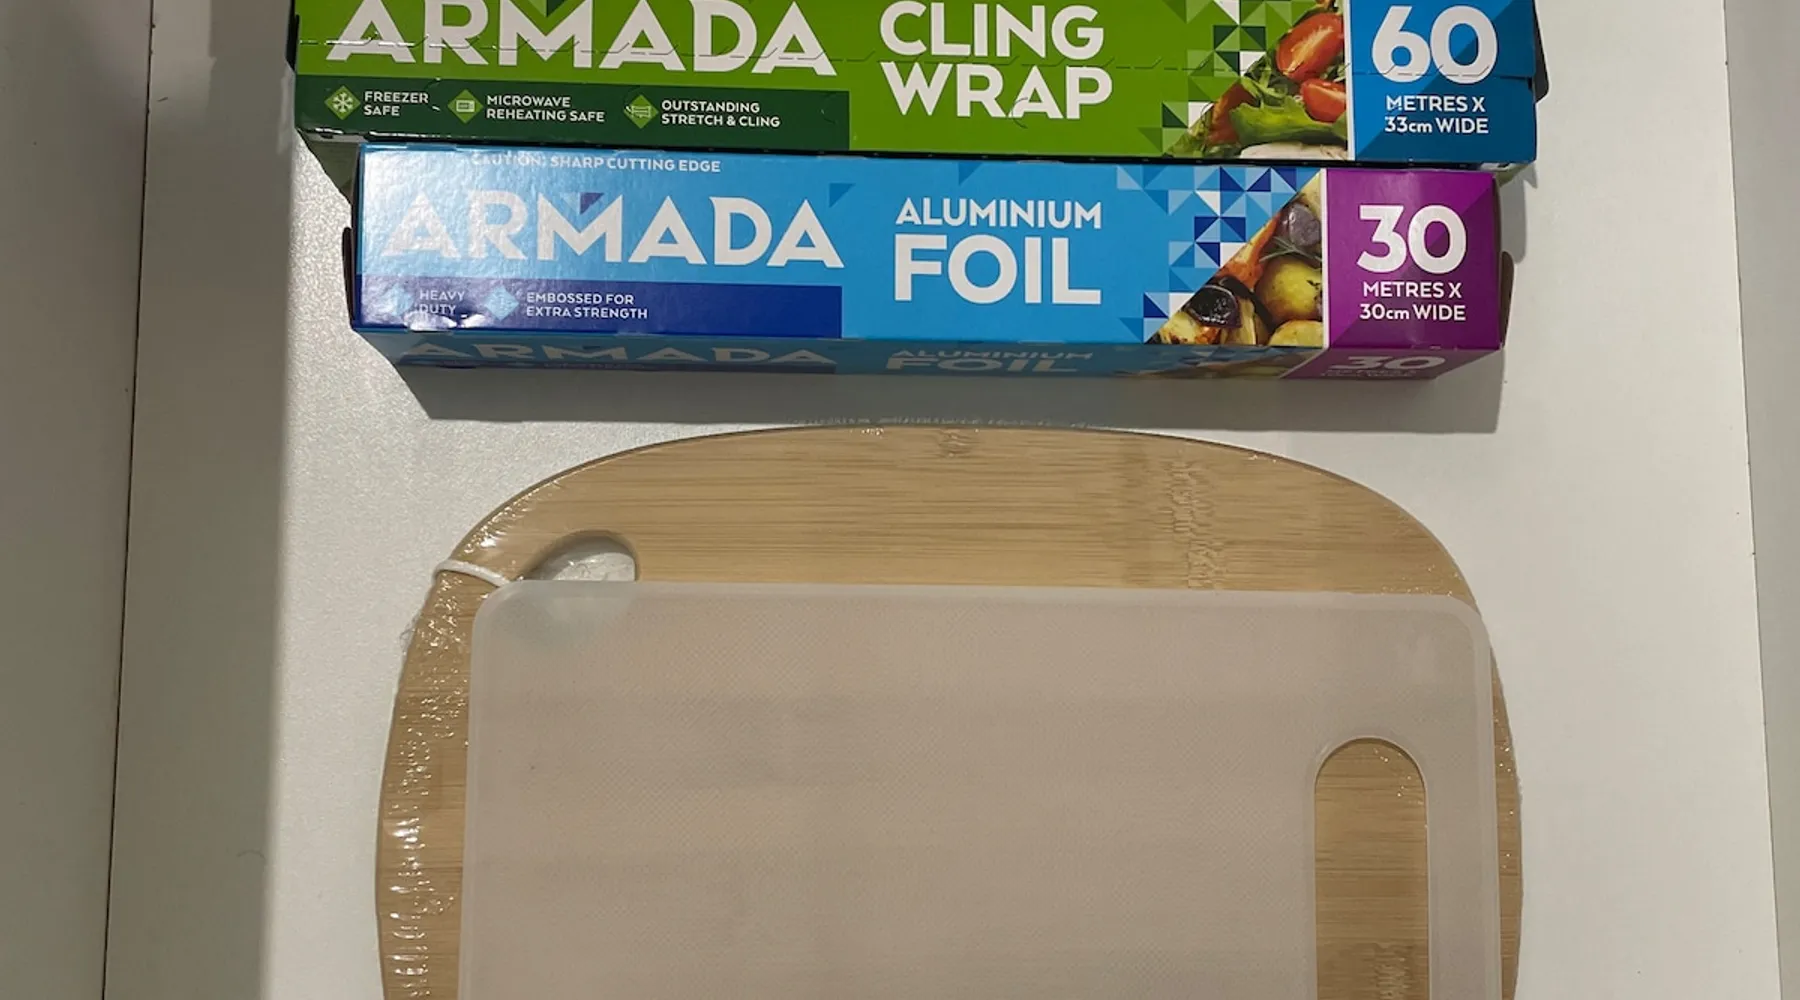 ARMADA
CLING
WRAP
60
METRES X
33cm WIDE
FREEZER
SAFE
MICROWAVE
REHEATING SAFE
OUTSTANDING
STRETCH & CLING
CAUTION: SHARP CUTTING EDGE
ARMADA
ALUMINIUM
FOIL
30
METRES X
30cm WIDE
HEAVY
DUTY
EMBOSSED FOR
EXTRA STRENGTH
ARMADA
ALUMINIUM
FOIL
30